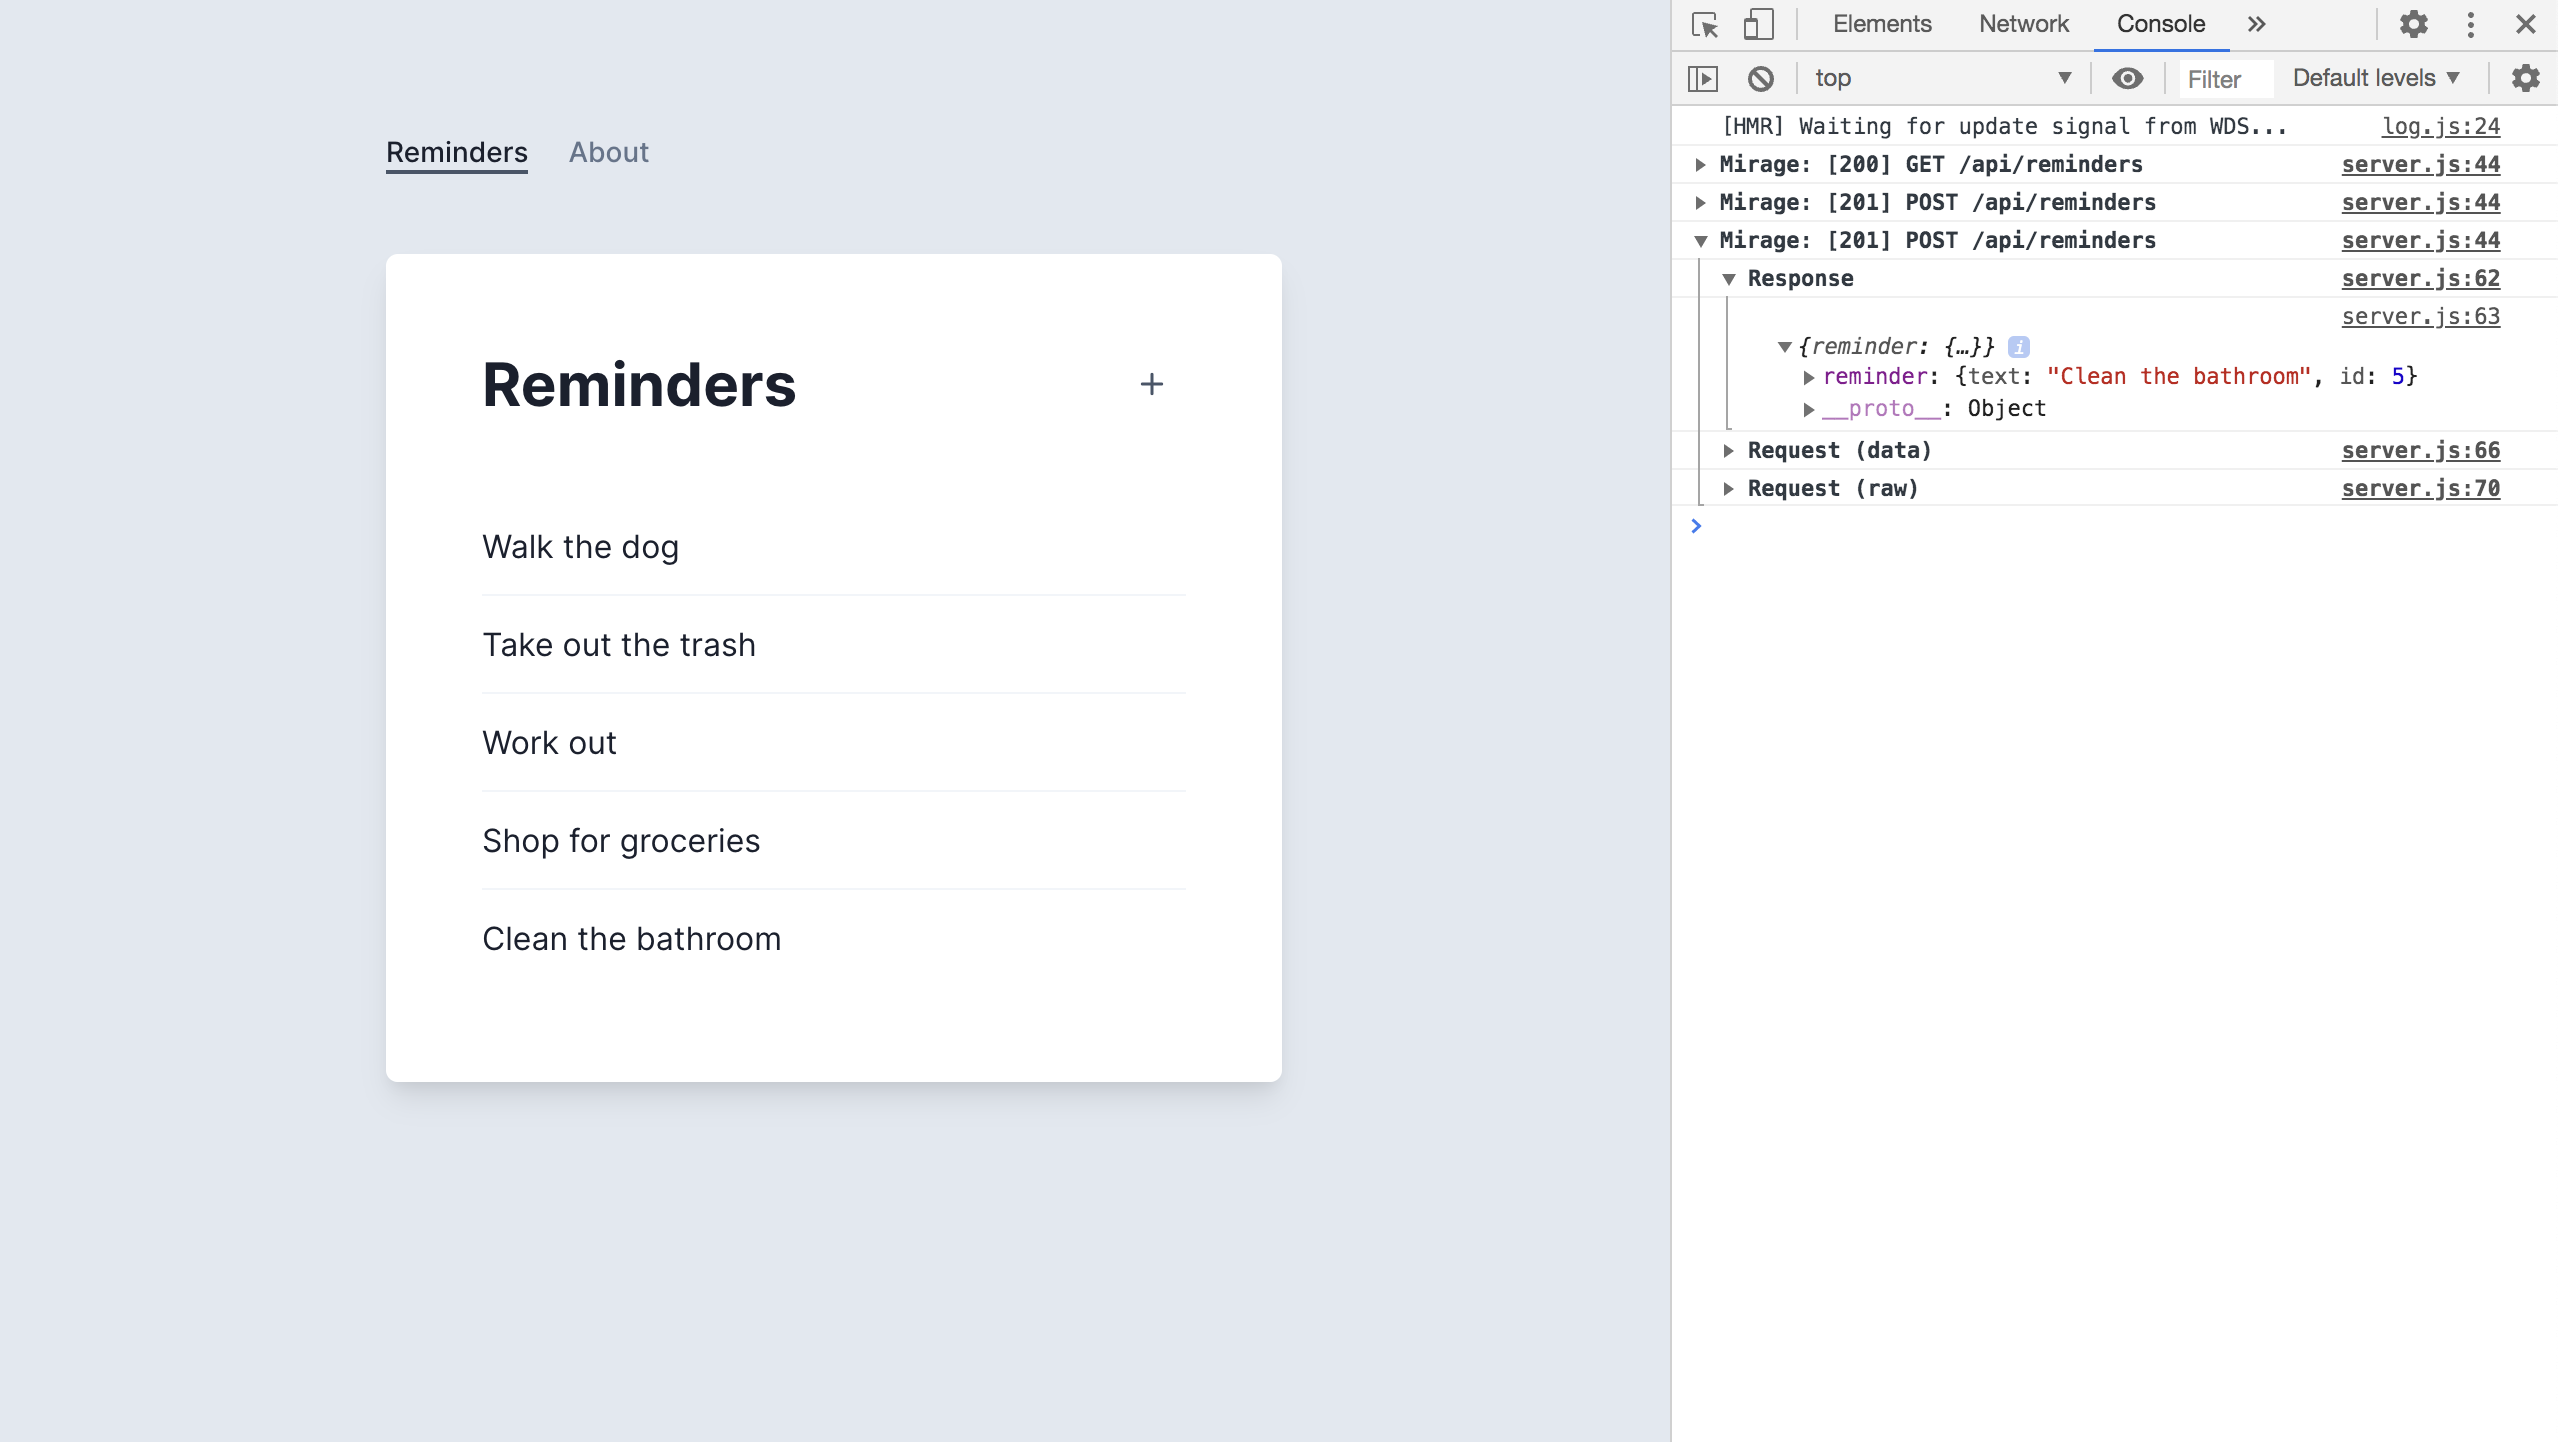 Reminders About
Reminders
+
Walk the dog
Take out the trash
Work out
Shop for groceries
Clean the bathroom
Elements Network Console »
top ▼ Filter Default levels ▼
[HMR] Waiting for update signal from WDS... log.js:24
▶ Mirage: [200] GET /api/reminders server.js:44
▶ Mirage: [201] POST /api/reminders server.js:44
▼ Mirage: [201] POST /api/reminders server.js:44
▼ Response server.js:62
server.js:63
▼ {reminder: {…}} i
▶ reminder: {text: "Clean the bathroom", id: 5}
▶ __proto__: Object
▶ Request (data) server.js:66
▶ Request (raw) server.js:70
>